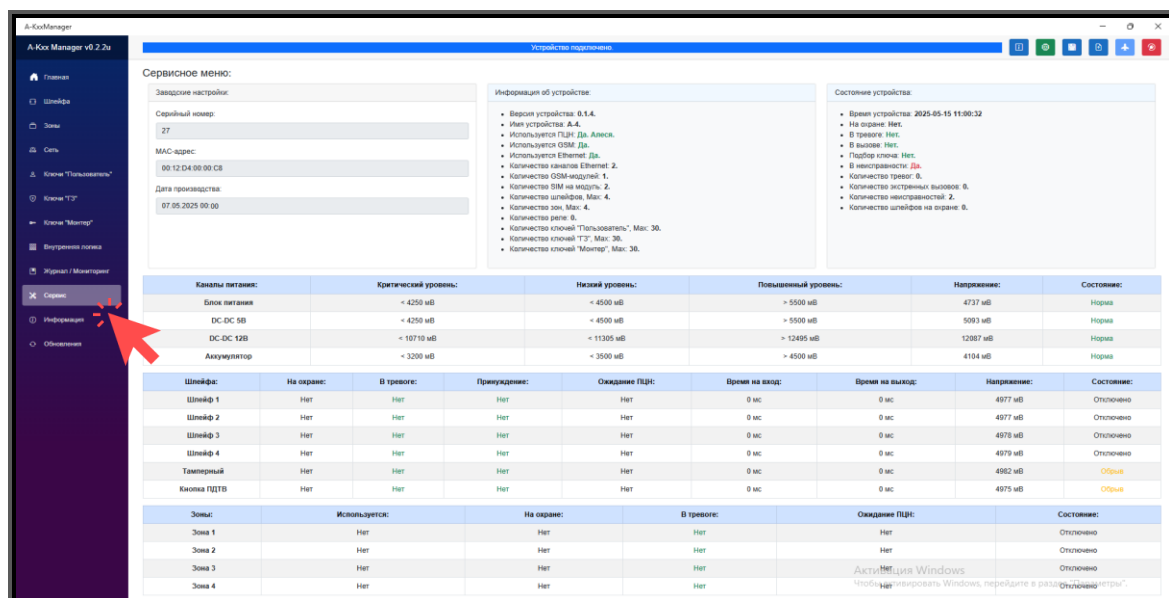 A-KxxManager
A-Kxx Manager v0.2.2u
Устройство подключено.
Главная
Шлейфа
Зоны
Сеть
Ключи "Пользователь"
Ключи "ГЗ"
Ключи "Монтер"
Внутренняя логика
Журнал / Мониторинг
Сервис
Информация
Обновления
Сервисное меню:
Заводские настройки:
Серийный номер:
27
MAC-адрес:
00:12:D4:00:00:C8
Дата производства:
07.05.2025 00:00
Информация об устройстве:
• Версия устройства: 0.1.4.
• Имя устройства: A-4.
• Используется ПЦН: Да. Алеся.
• Используется GSM: Да.
• Используется Ethernet: Да.
• Количество каналов Ethernet: 2.
• Количество GSM-модулей: 1.
• Количество SIM на модуль: 2.
• Количество шлейфов, Max: 4.
• Количество зон, Max: 4.
• Количество реле: 0.
• Количество ключей "Пользователь", Max: 30.
• Количество ключей "ГЗ", Max: 30.
• Количество ключей "Монтер", Max: 30.
Состояние устройства:
• Время устройства: 2025-05-15 11:00:32
• На охране: Нет.
• В тревоге: Нет.
• В вызове: Нет.
• Подбор ключа: Нет.
• В неисправности: Да.
• Количество тревог: 0.
• Количество экстренных вызовов: 0.
• Количество неисправностей: 2.
• Количество шлейфов на охране: 0.
Каналы питания: Критический уровень: Низкий уровень: Повышенный уровень: Напряжение: Состояние:
Блок питания < 4250 мВ < 4500 мВ > 5500 мВ 4737 мВ Норма
DC-DC 5В < 4250 мВ < 4500 мВ > 5500 мВ 5093 мВ Норма
DC-DC 12В < 10710 мВ < 11305 мВ > 12495 мВ 12087 мВ Норма
Аккумулятор < 3200 мВ < 3500 мВ > 4500 мВ 4104 мВ Норма
Шлейфа: На охране: В тревоге: Принуждение: Ожидание ПЦН: Время на вход: Время на выход: Напряжение: Состояние:
Шлейф 1 Нет Нет Нет Нет 0 мс 0 мс 4977 мВ Отключено
Шлейф 2 Нет Нет Нет Нет 0 мс 0 мс 4977 мВ Отключено
Шлейф 3 Нет Нет Нет Нет 0 мс 0 мс 4978 мВ Отключено
Шлейф 4 Нет Нет Нет Нет 0 мс 0 мс 4979 мВ Отключено
Тамперный Нет Нет Нет Нет 0 мс 0 мс 4982 мВ Обрыв
Кнопка ПДТВ Нет Нет Нет Нет 0 мс 0 мс 4975 мВ Обрыв
Зоны: Используется: На охране: В тревоге: Ожидание ПЦН: Состояние:
Зона 1 Нет Нет Нет Нет Отключено
Зона 2 Нет Нет Нет Нет Отключено
Зона 3 Нет Нет Нет Нет Отключено
Зона 4 Нет Нет Нет Нет Отключено
Активация Windows
Чтобы активировать Windows, перейдите в раздел "Параметры".